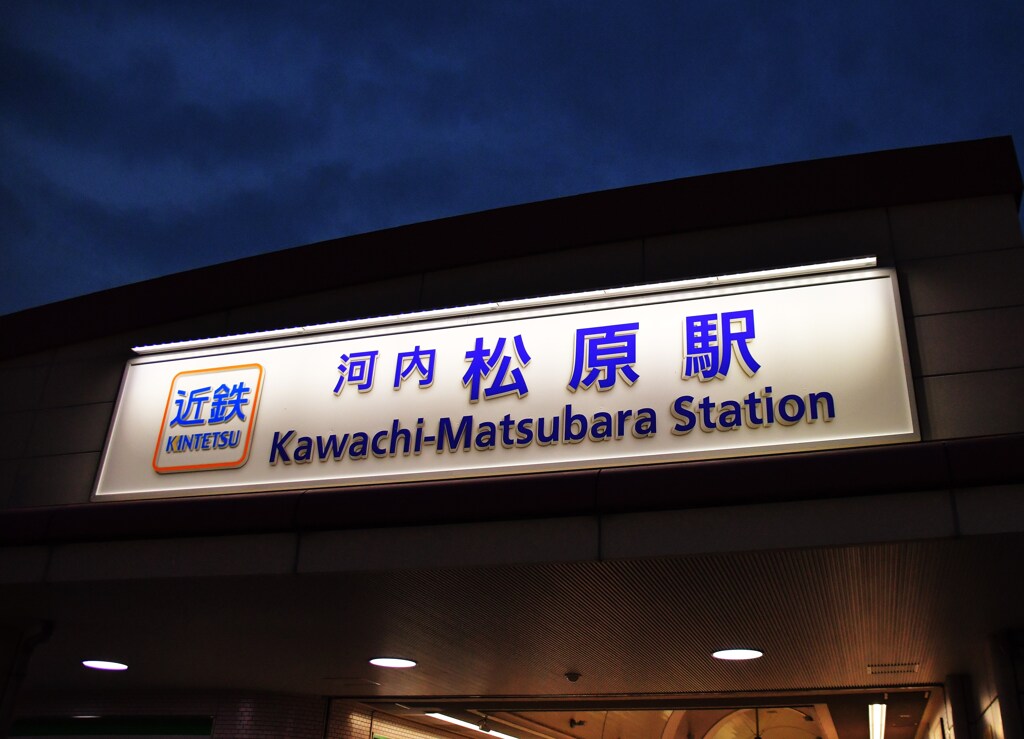 近鉄
KINTETSU
河内松原駅
Kawachi-Matsubara Station